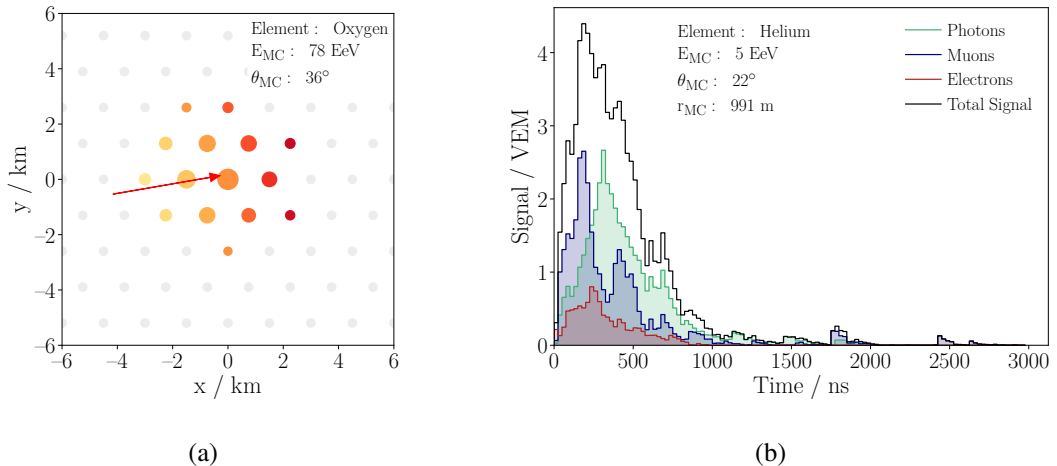 Element : Oxygen
E_MC : 78 EeV
θ_MC : 36°
6
4
2
0
−2
−4
−6
y / km
−6 −4 −2 0 2 4 6
x / km
(a)
Element : Helium
E_MC : 5 EeV
θ_MC : 22°
r_MC : 991 m
Photons
Muons
Electrons
Total Signal
4
3
2
1
0
Signal / VEM
0 500 1000 1500 2000 2500 3000
Time / ns
(b)